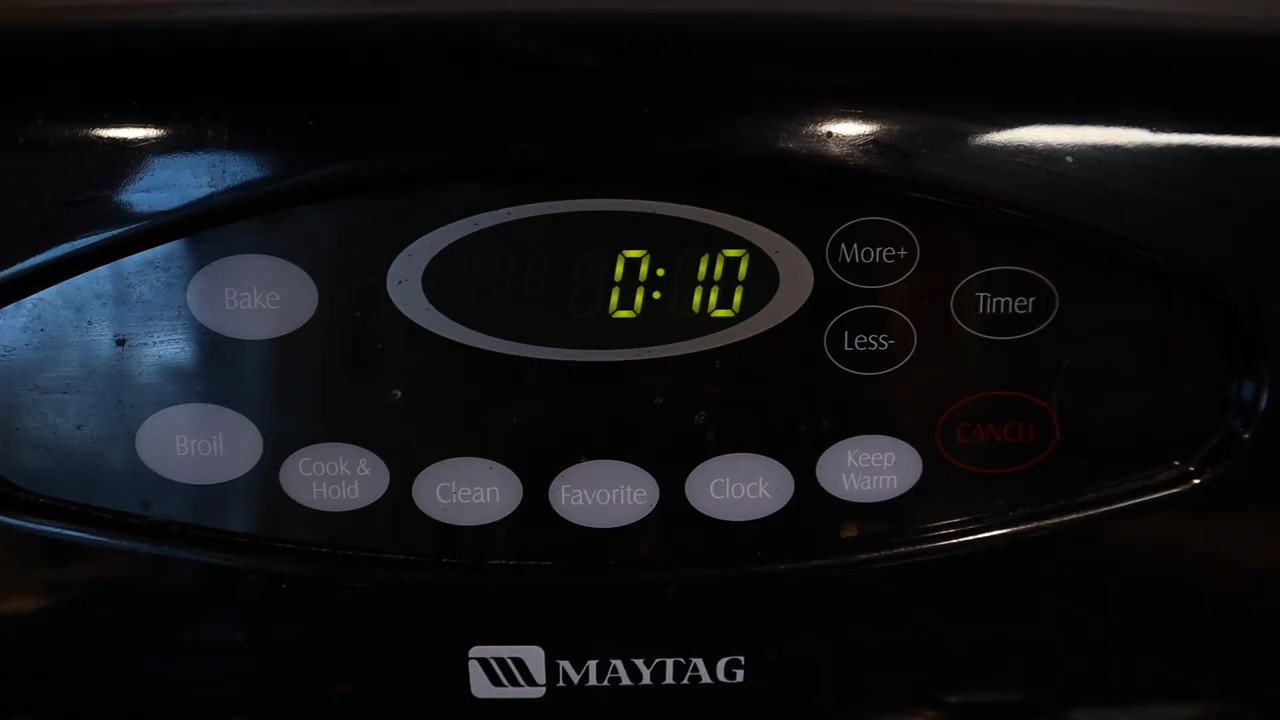 0:10
More+
Bake
Timer
Less-
CANCEL
Broil
Cook &
Hold
Clean
Favorite
Clock
Keep
Warm
MAYTAG